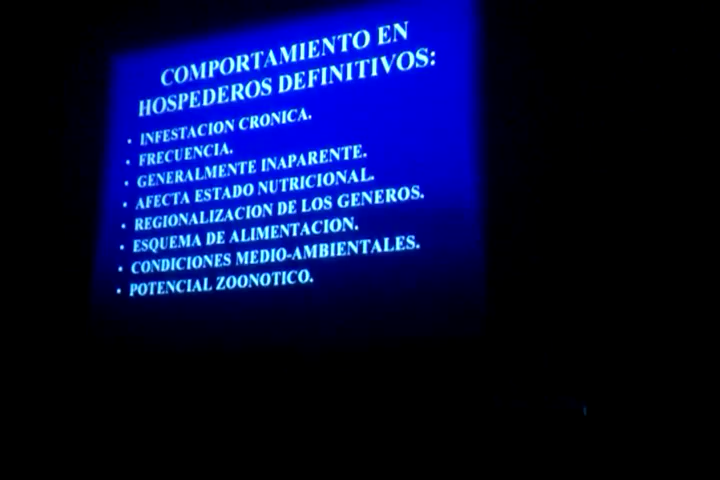 COMPORTAMIENTO EN
HOSPEDEROS DEFINITIVOS:
• INFESTACION CRONICA.
• FRECUENCIA.
• GENERALMENTE INAPARENTE.
• AFECTA ESTADO NUTRICIONAL.
• REGIONALIZACION DE LOS GENEROS.
• ESQUEMA DE ALIMENTACION.
• CONDICIONES MEDIO-AMBIENTALES.
• POTENCIAL ZOONOTICO.